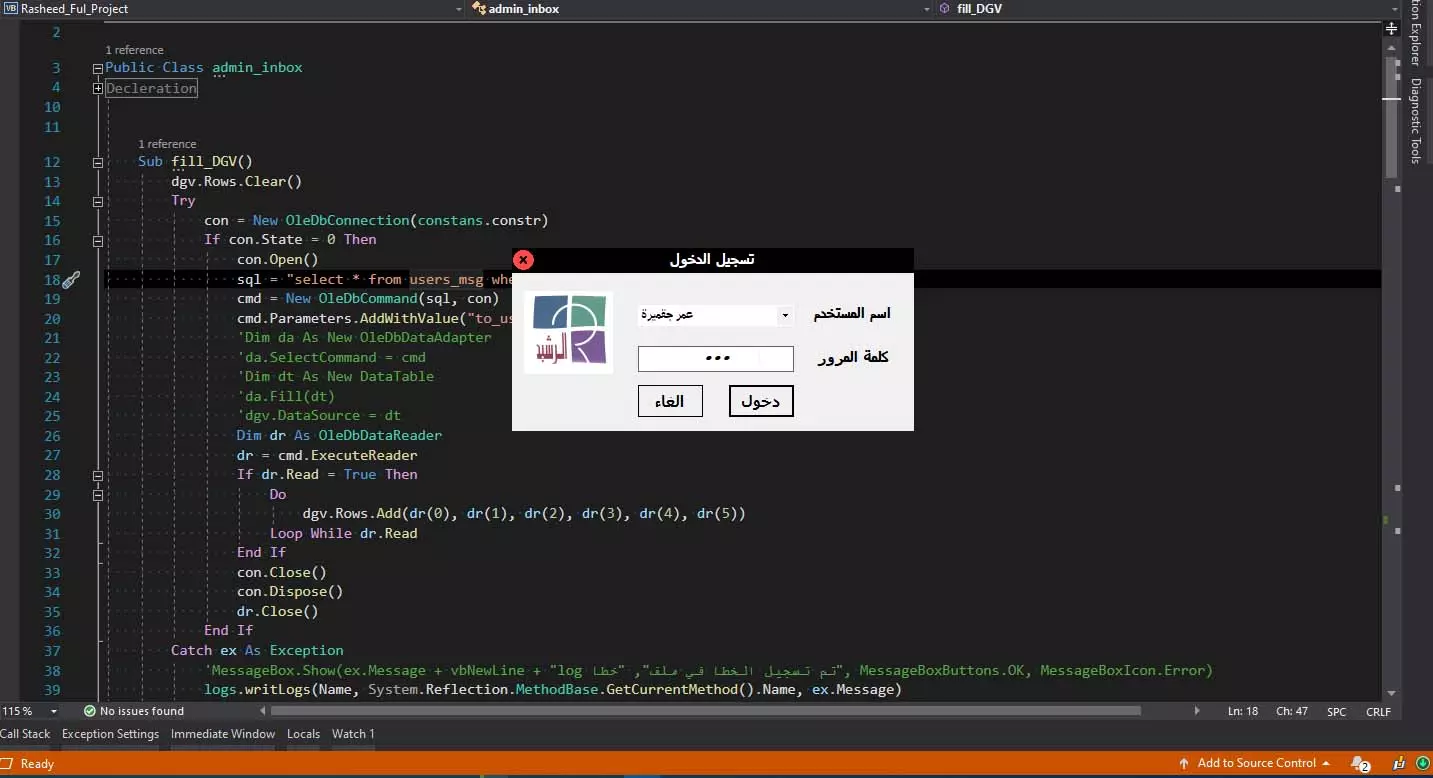 Rasheed_Ful_Project
admin_inbox
fill_DGV
2
1 reference
3 Public Class admin_inbox
4 Decleration
10
11
1 reference
12 Sub fill_DGV()
13 dgv.Rows.Clear()
14 Try
15 con = New OleDbConnection(constans.constr)
16 If con.State = 0 Then
17 con.Open()
18 sql = "select * from users_msg whe
19 cmd = New OleDbCommand(sql, con)
20 cmd.Parameters.AddWithValue("to_us
21 'Dim da As New OleDbDataAdapter
22 'da.SelectCommand = cmd
23 'Dim dt As New DataTable
24 'da.Fill(dt)
25 'dgv.DataSource = dt
26 Dim dr As OleDbDataReader
27 dr = cmd.ExecuteReader
28 If dr.Read = True Then
29 Do
30 dgv.Rows.Add(dr(0), dr(1), dr(2), dr(3), dr(4), dr(5))
31 Loop While dr.Read
32 End If
33 con.Close()
34 con.Dispose()
35 dr.Close()
36 End If
37 Catch ex As Exception
38 'MessageBox.Show(ex.Message + vbNewLine + "log تم تسجيل الخطا في ملف", "خطا", MessageBoxButtons.OK, MessageBoxIcon.Error)
39 logs.writLogs(Name, System.Reflection.MethodBase.GetCurrentMethod().Name, ex.Message)
تسجيل الدخول
اسم المستخدم
عمر جقميرة
كلمة المرور
•••
دخول
الغاء
الرشيد
tion Explorer
Diagnostic Tools
115 %
No issues found
Ln: 18
Ch: 47
SPC
CRLF
Call Stack
Exception Settings
Immediate Window
Locals
Watch 1
Ready
Add to Source Control
2